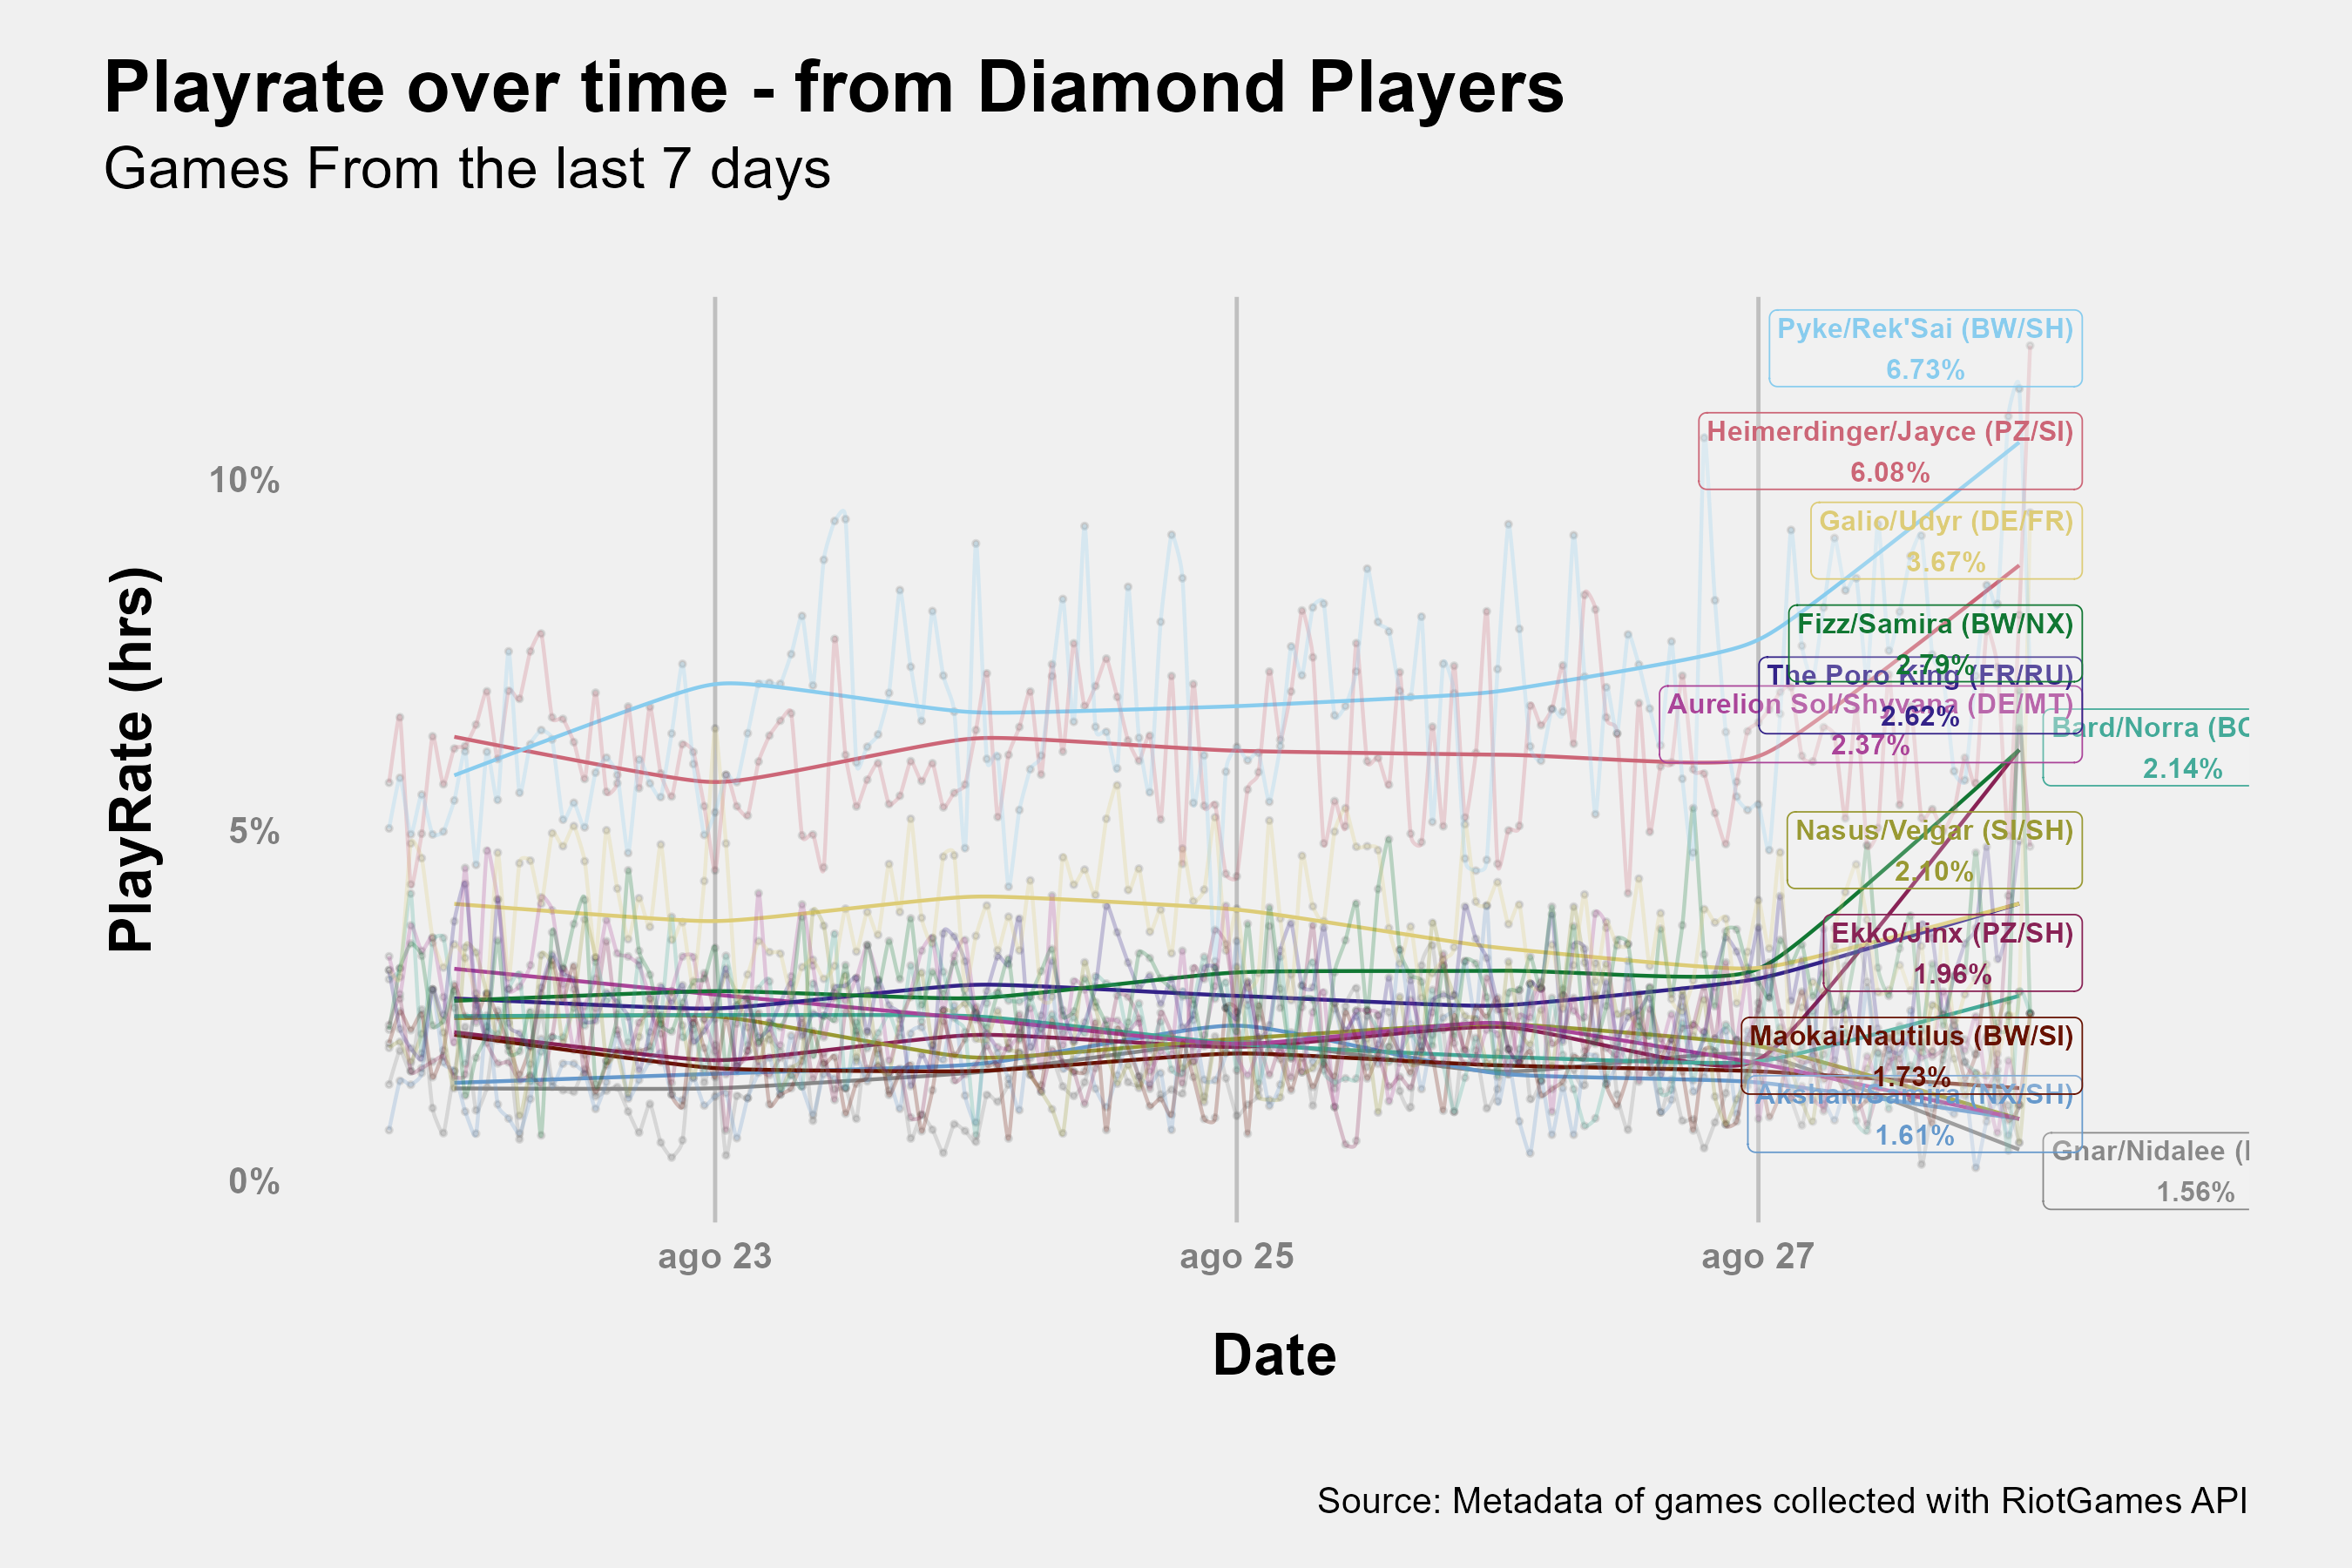 Playrate over time - from Diamond Players
Games From the last 7 days
PlayRate (hrs)
10%
5%
0%
Pyke/Rek'Sai (BW/SH)
6.73%
Heimerdinger/Jayce (PZ/SI)
6.08%
Galio/Udyr (DE/FR)
3.67%
Fizz/Samira (BW/NX)
2.79%
The Poro King (FR/RU)
2.62%
Aurelion Sol/Shyvana (DE/MT)
2.37%
Bard/Norra (BC
2.14%
Nasus/Veigar (SI/SH)
2.10%
Ekko/Jinx (PZ/SH)
1.96%
Maokai/Nautilus (BW/SI)
1.73%
Akshan/Samira (NX/SH)
1.61%
Gnar/Nidalee (
1.56%
ago 23
ago 25
ago 27
Date
Source: Metadata of games collected with RiotGames API